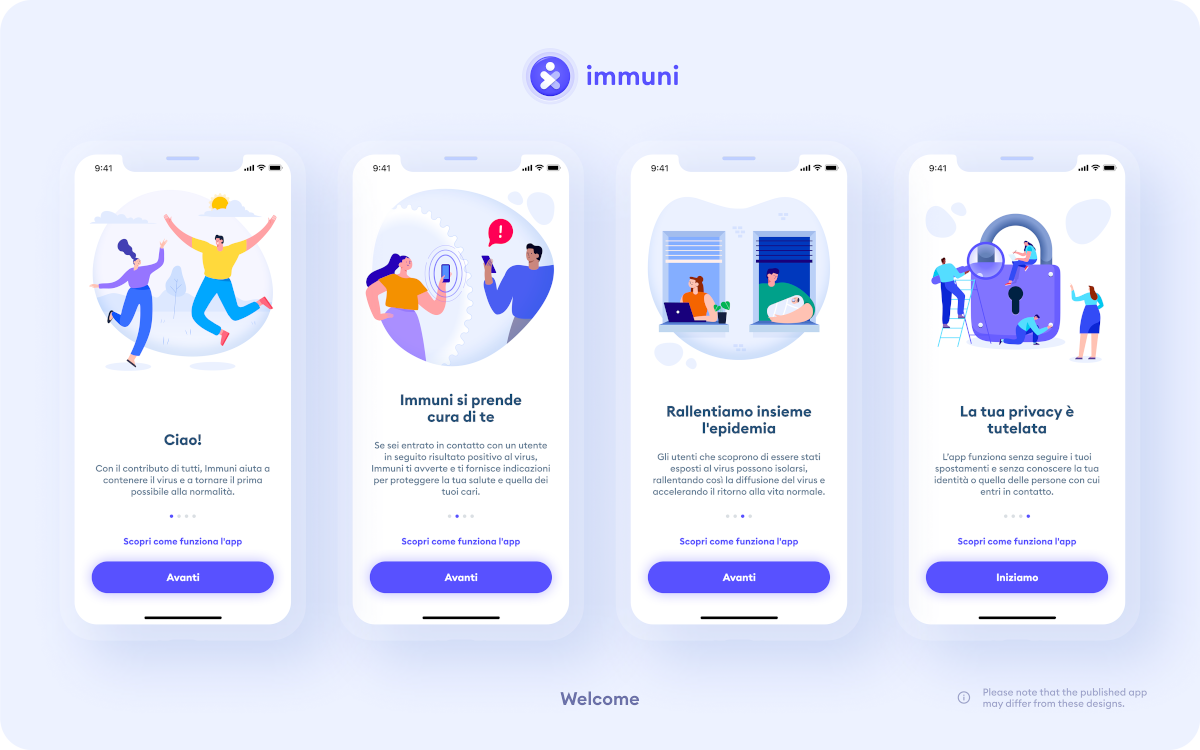 immuni
9:41
Ciao!
Con il contributo di tutti, Immuni aiuta a
contenere il virus e a tornare il prima
possibile alla normalità.
Scopri come funziona l'app
Avanti
9:41
!
Immuni si prende
cura di te
Se sei entrato in contatto con un utente
in seguito risultato positivo al virus,
Immuni ti avverte e ti fornisce indicazioni
per proteggere la tua salute e quella dei
tuoi cari.
Scopri come funziona l'app
Avanti
9:41
Rallentiamo insieme
l'epidemia
Gli utenti che scoprono di essere stati
esposti al virus possono isolarsi,
rallentando così la diffusione del virus e
accelerando il ritorno alla vita normale.
Scopri come funziona l'app
Avanti
9:41
La tua privacy è
tutelata
L'app funziona senza seguire i tuoi
spostamenti e senza conoscere la tua
identità o quella delle persone con cui
entri in contatto.
Scopri come funziona l'app
Iniziamo
Welcome
Please note that the published app
may differ from these designs.